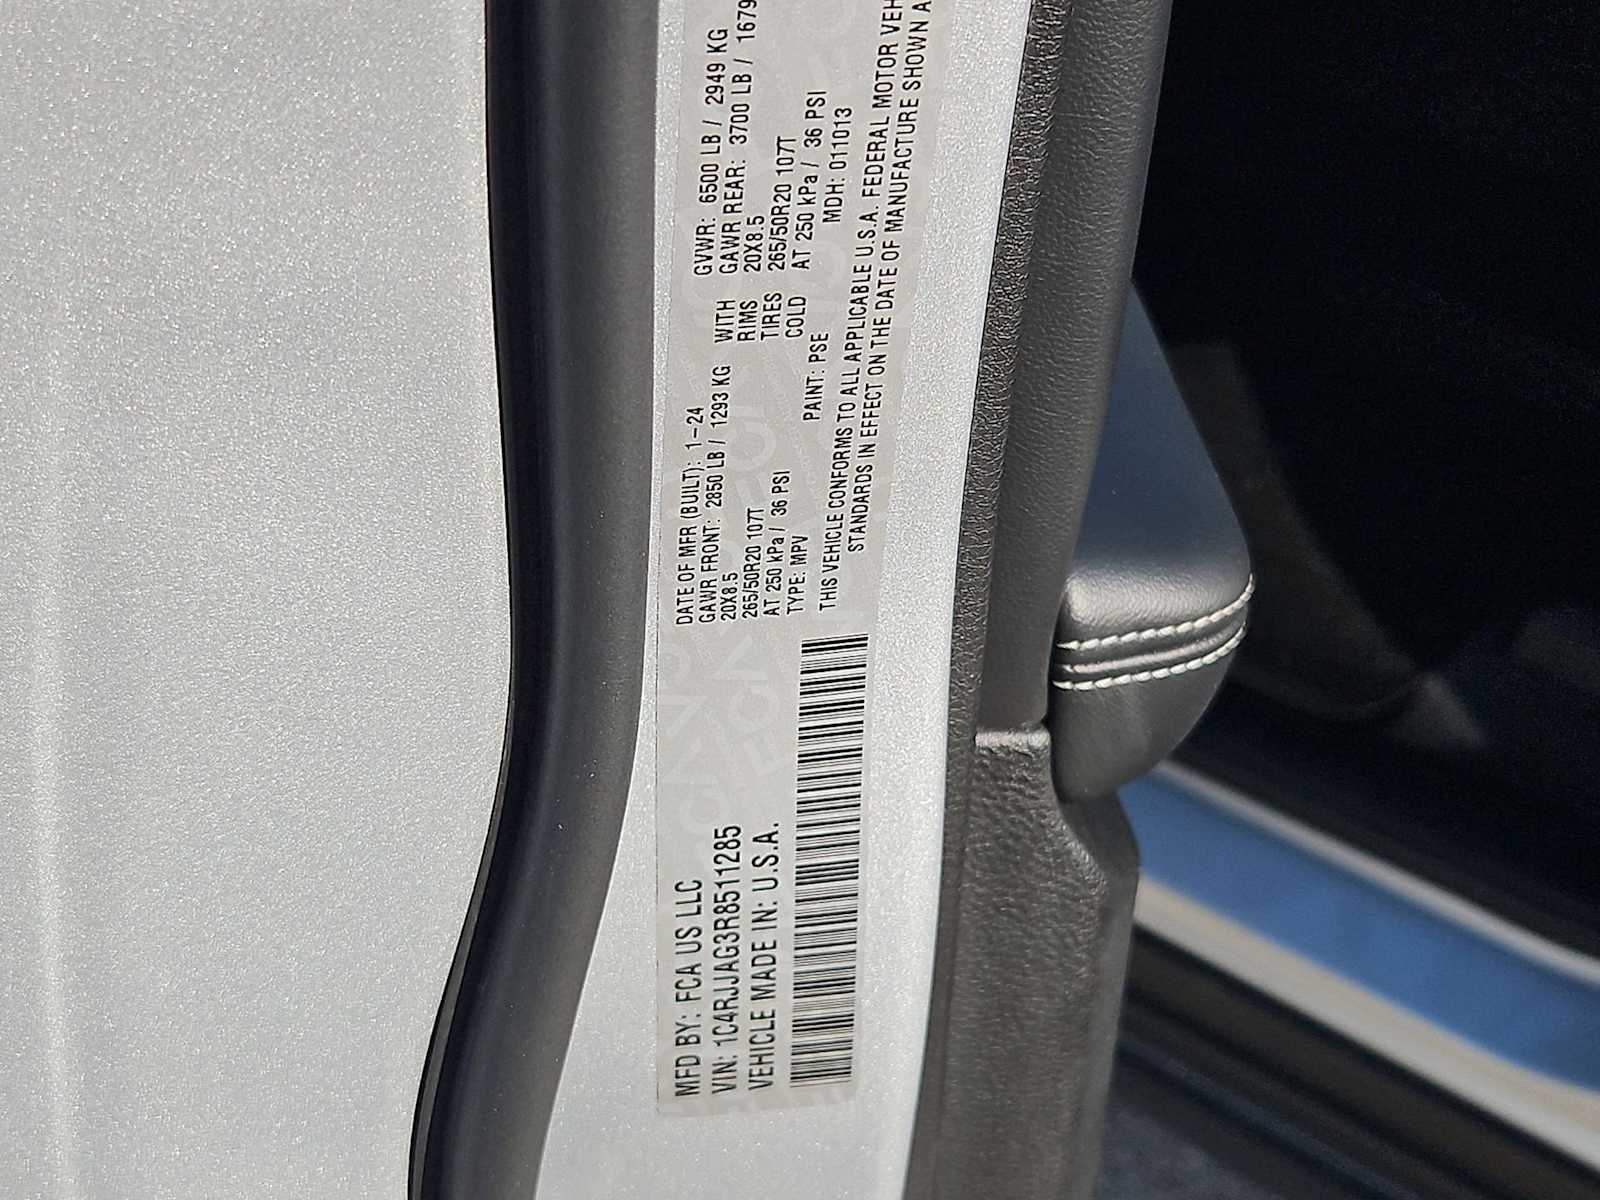 MFD BY: FCA US LLC
VIN: 1C4RJJAG3R8511285
VEHICLE MADE IN: U.S.A.
DATE OF MFR (BUILT): 1-24 GVWR: 6500 LB / 2949 KG
GAWR FRONT: 2850 LB / 1293 KG WITH GAWR REAR: 3700 LB / 1679
20X8.5 RIMS 20X8.5
265/50R20 107T TIRES 265/50R20 107T
AT 250 kPa / 36 PSI COLD AT 250 kPa / 36 PSI
TYPE: MPV PAINT: PSE MDH: 011013
THIS VEHICLE CONFORMS TO ALL APPLICABLE U.S.A. FEDERAL MOTOR VEH
STANDARDS IN EFFECT ON THE DATE OF MANUFACTURE SHOWN A